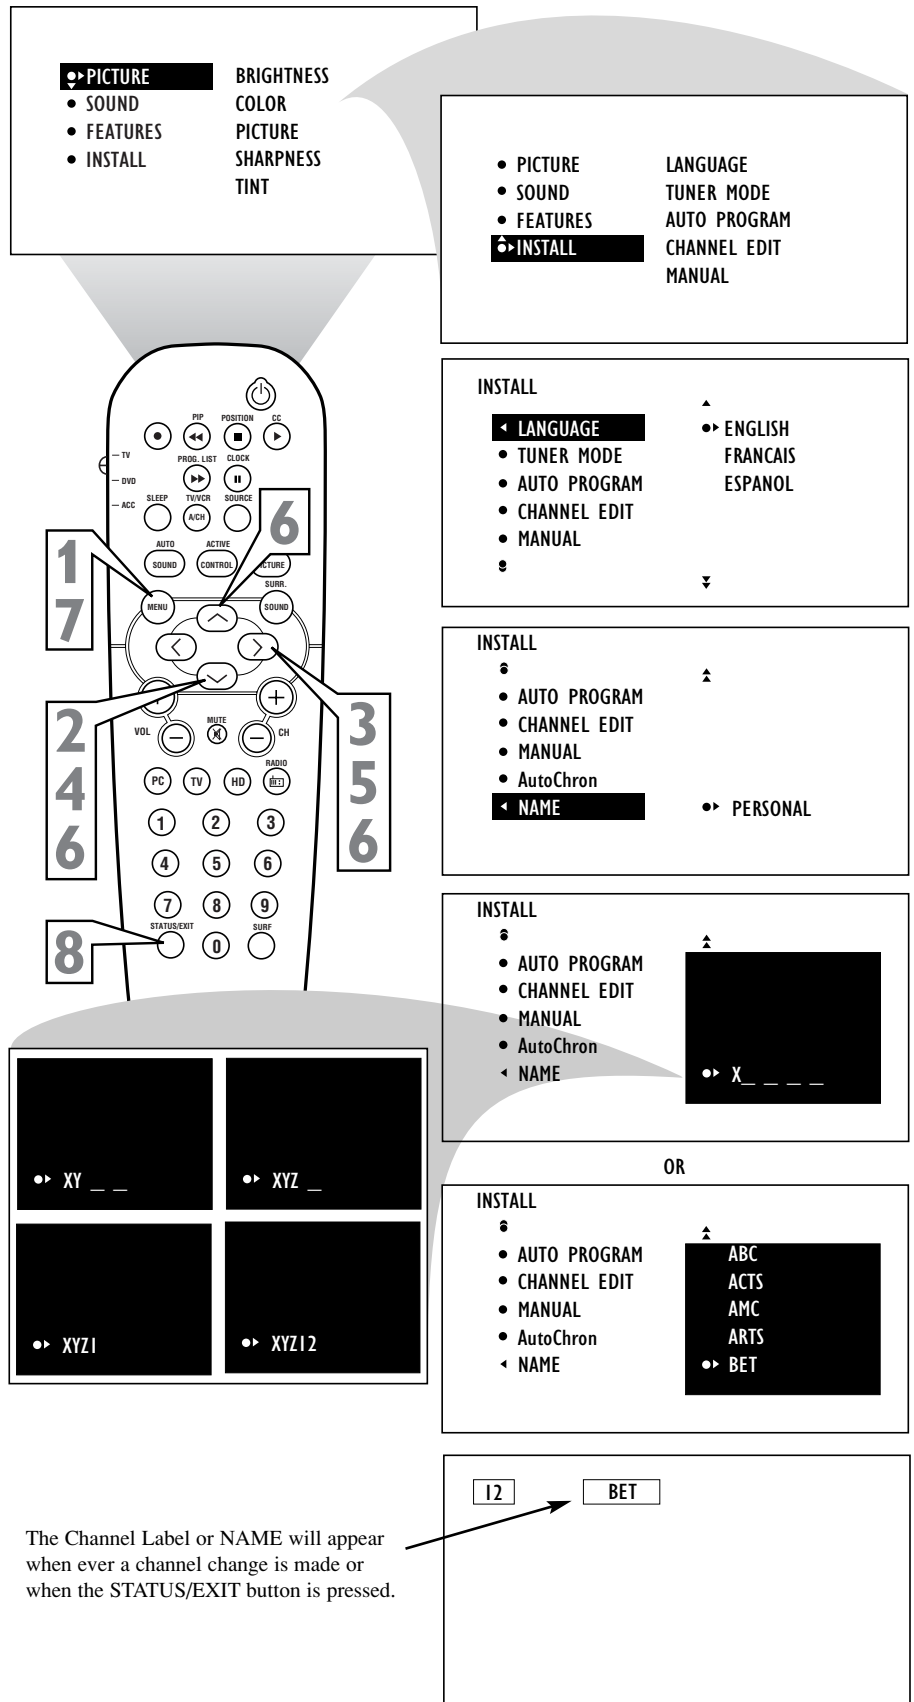 PICTURE BRIGHTNESS
SOUND COLOR
FEATURES PICTURE
INSTALL SHARPNESS
TINT
PICTURE LANGUAGE
SOUND TUNER MODE
FEATURES AUTO PROGRAM
INSTALL CHANNEL EDIT
MANUAL
INSTALL
LANGUAGE ENGLISH
TUNER MODE FRANCAIS
AUTO PROGRAM ESPANOL
CHANNEL EDIT
MANUAL
INSTALL
AUTO PROGRAM
CHANNEL EDIT
MANUAL
AutoChron
NAME PERSONAL
INSTALL
AUTO PROGRAM
CHANNEL EDIT
MANUAL
AutoChron
NAME X_ _ _ _
OR
INSTALL
AUTO PROGRAM ABC
CHANNEL EDIT ACTS
MANUAL AMC
AutoChron ARTS
NAME BET
12 BET
PIP POSITION CC
TV
PROG. LIST CLOCK
DVD
ACC SLEEP TV/VCR SOURCE
A/CH
6
AUTO ACTIVE
SOUND CONTROL PICTURE
1
7
SURR.
MENU SOUND
2
4
6
3
5
6
VOL MUTE CH
RADIO
PC TV HD
1 2 3
4 5 6
7 8 9
STATUS/EXIT SURF
0
8
XY _ _ XYZ _
XYZ1 XYZ12
The Channel Label or NAME will appear
when ever a channel change is made or
when the STATUS/EXIT button is pressed.